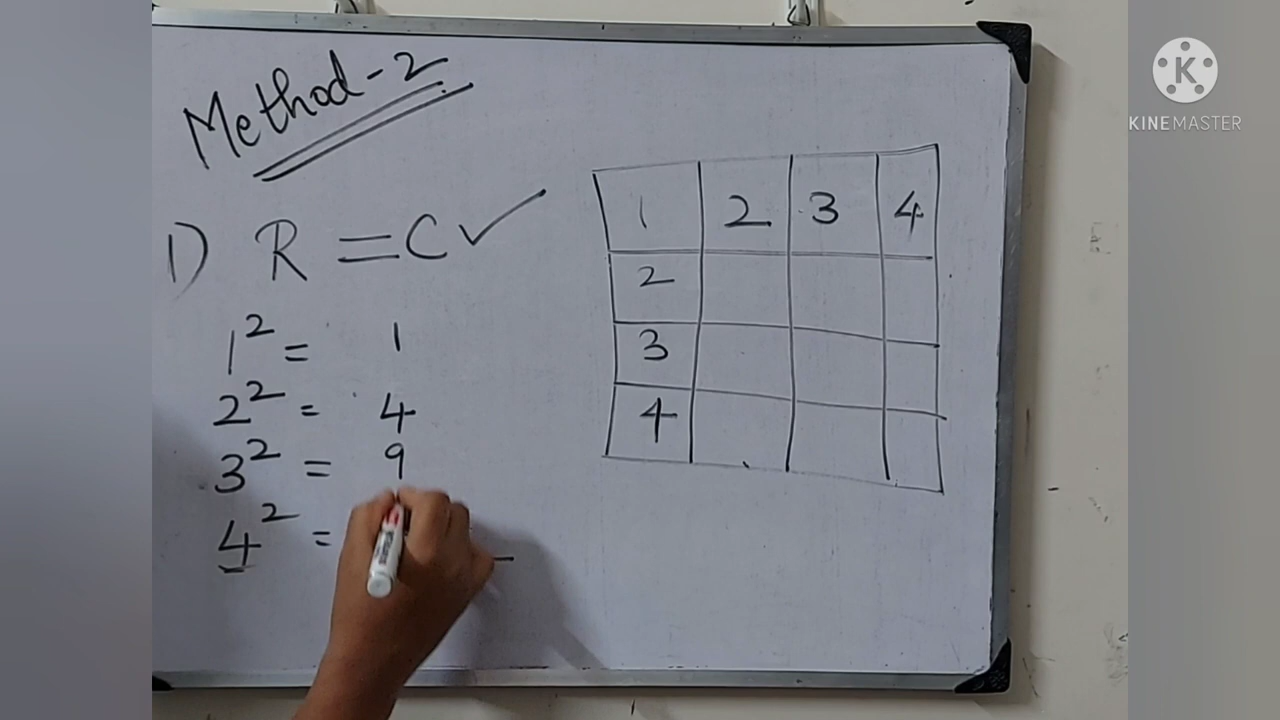 Method-2
1) R = C ✓
1² = 1
2² = 4
3² = 9
4² =
1 2 3 4
2
3
4
K
KINEMASTER